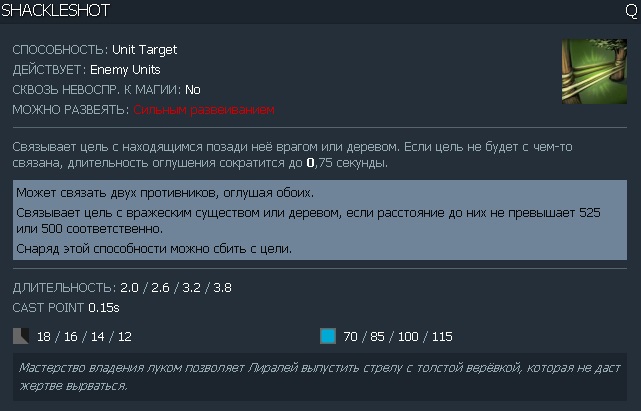 SHACKLESHOT Q
СПОСОБНОСТЬ: Unit Target
ДЕЙСТВУЕТ: Enemy Units
СКВОЗЬ НЕВОСПР. К МАГИИ: No
МОЖНО РАЗВЕЯТЬ: Сильным развеиванием
Связывает цель с находящимся позади неё врагом или деревом. Если цель не будет с чем-то
связана, длительность оглушения сократится до 0,75 секунды.
Может связать двух противников, оглушая обоих.
Связывает цель с вражеским существом или деревом, если расстояние до них не превышает 525
или 500 соответственно.
Снаряд этой способности можно сбить с цели.
ДЛИТЕЛЬНОСТЬ: 2.0 / 2.6 / 3.2 / 3.8
CAST POINT 0.15s
18 / 16 / 14 / 12 70 / 85 / 100 / 115
Мастерство владения луком позволяет Лиралей выпустить стрелу с толстой верёвкой, которая не даст
жертве вырваться.